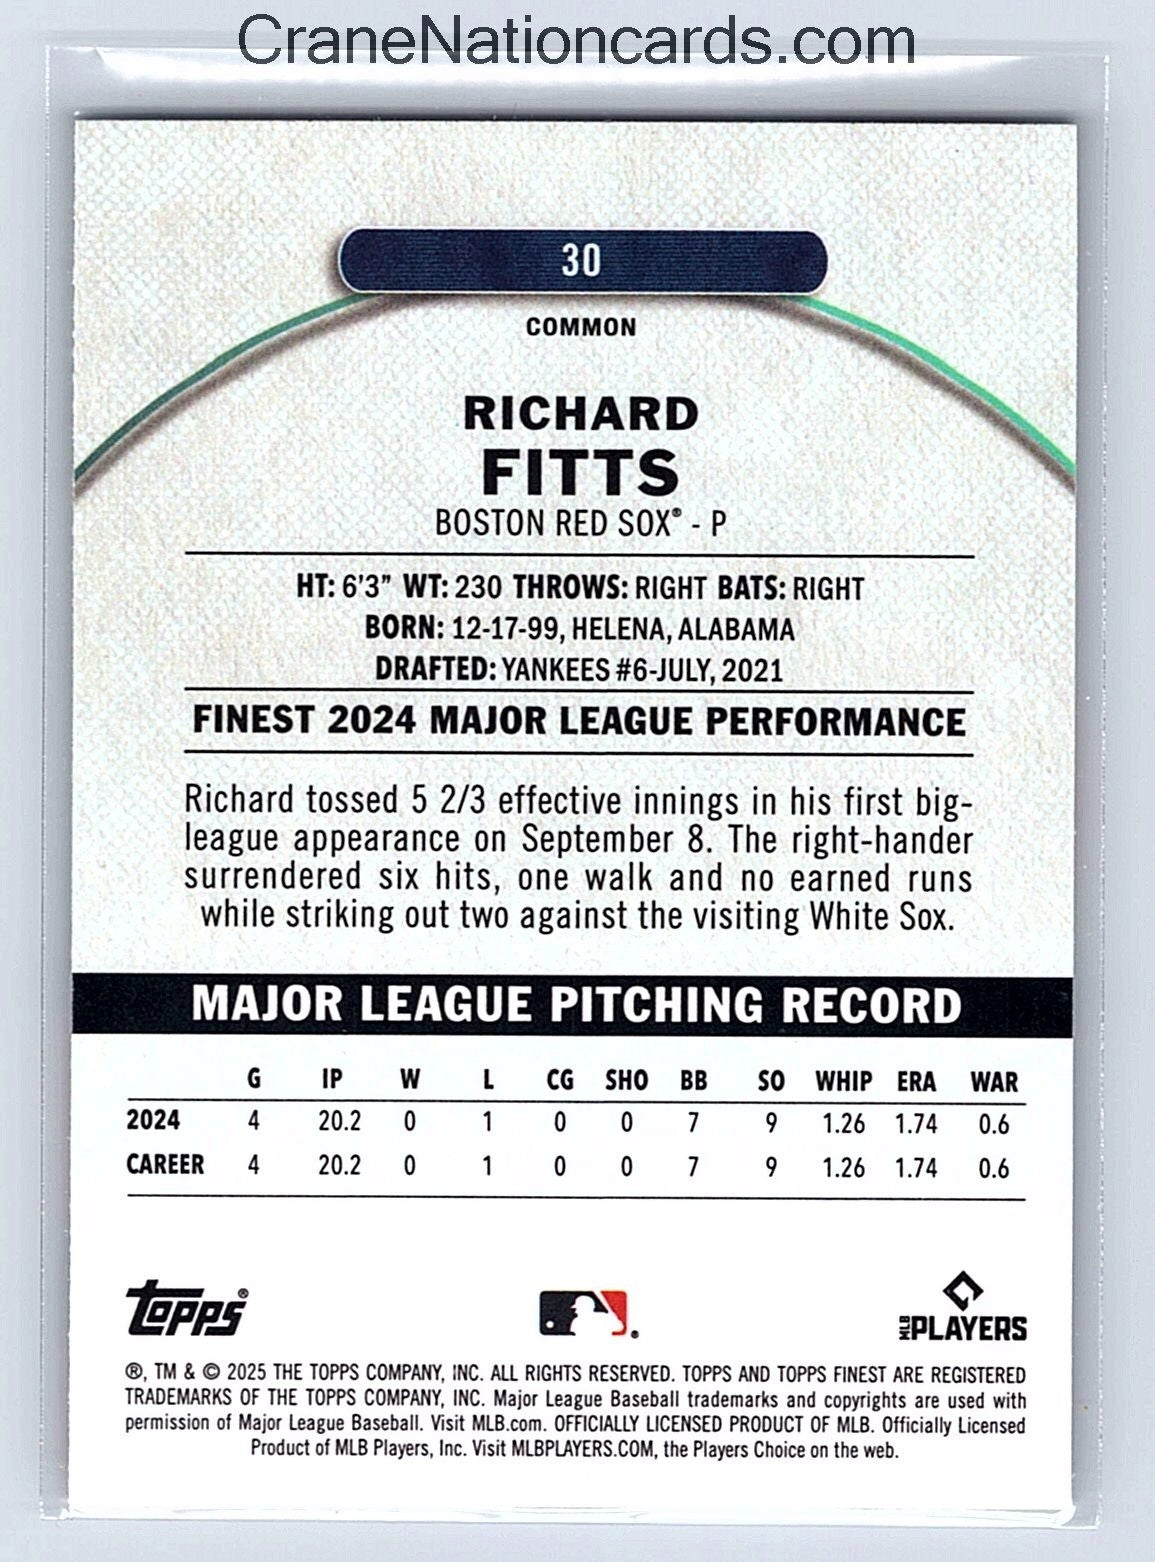 CraneNationcards.com
30
COMMON
RICHARD
FITTS
BOSTON RED SOX® - P
HT: 6'3" WT: 230 THROWS: RIGHT BATS: RIGHT
BORN: 12-17-99, HELENA, ALABAMA
DRAFTED: YANKEES #6-JULY, 2021
FINEST 2024 MAJOR LEAGUE PERFORMANCE
Richard tossed 5 2/3 effective innings in his first big-
league appearance on September 8. The right-hander
surrendered six hits, one walk and no earned runs
while striking out two against the visiting White Sox.
MAJOR LEAGUE PITCHING RECORD
G IP W L CG SHO BB SO WHIP ERA WAR
2024 4 20.2 0 1 0 0 7 9 1.26 1.74 0.6
CAREER 4 20.2 0 1 0 0 7 9 1.26 1.74 0.6
topps® MLB PLAYERS
®, TM & © 2025 THE TOPPS COMPANY, INC. ALL RIGHTS RESERVED. TOPPS AND TOPPS FINEST ARE REGISTERED
TRADEMARKS OF THE TOPPS COMPANY, INC. Major League Baseball trademarks and copyrights are used with
permission of Major League Baseball. Visit MLB.com. OFFICIALLY LICENSED PRODUCT OF MLB. Officially Licensed
Product of MLB Players, Inc. Visit MLBPLAYERS.COM, the Players Choice on the web.